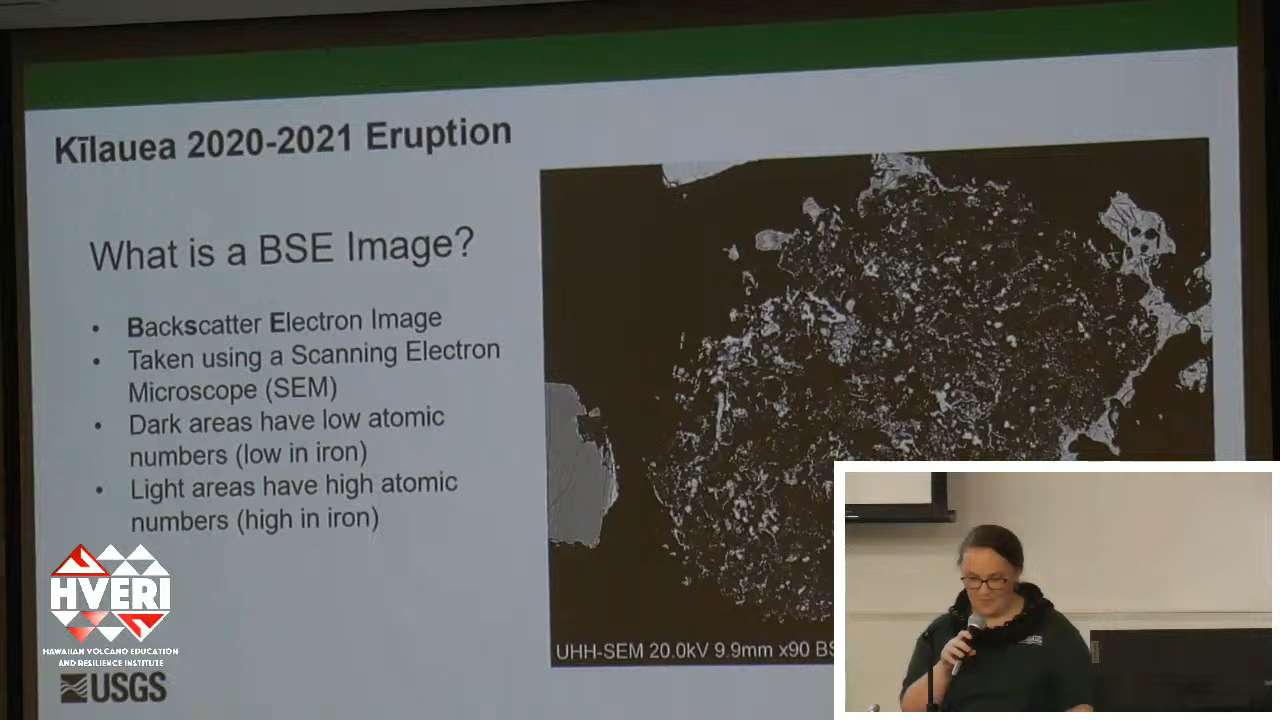 Kīlauea 2020-2021 Eruption
What is a BSE Image?
• Backscatter Electron Image
• Taken using a Scanning Electron
Microscope (SEM)
• Dark areas have low atomic
numbers (low in iron)
• Light areas have high atomic
numbers (high in iron)
UHH-SEM 20.0kV 9.9mm x90 BS
HVERI
HAWAIIAN VOLCANO EDUCATION
AND RESILIENCE INSTITUTE
USGS